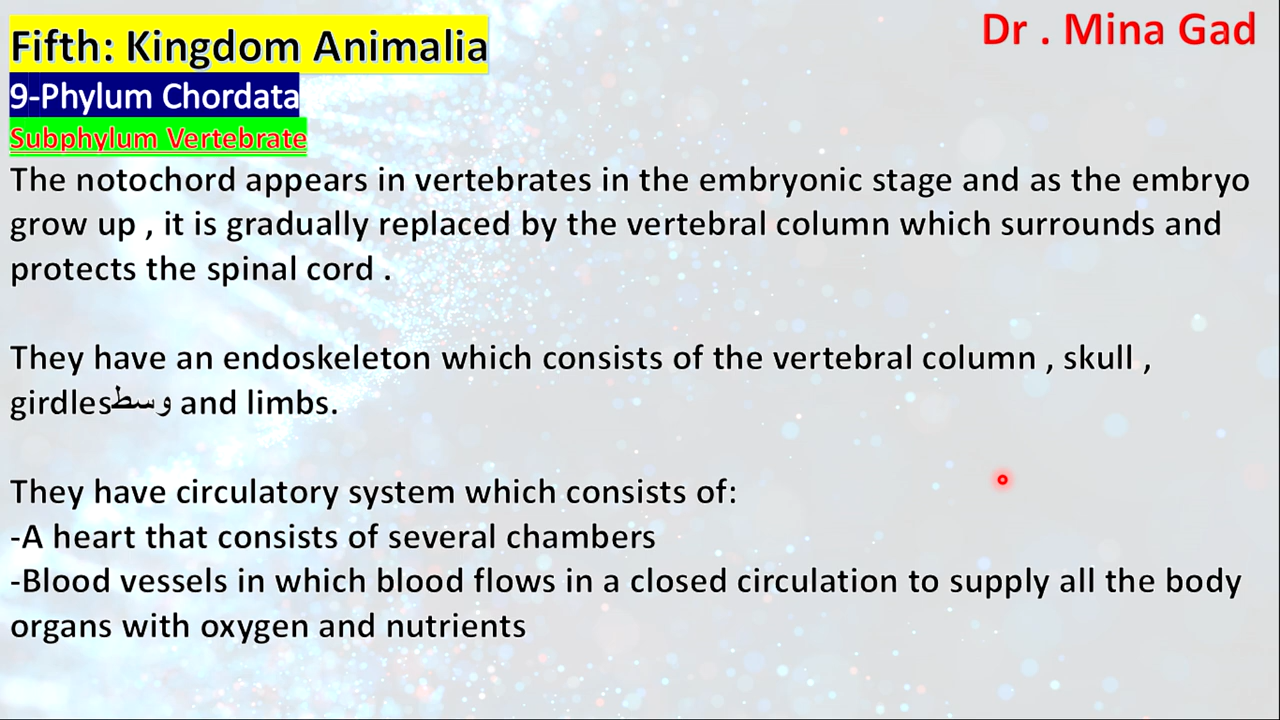 Fifth: Kingdom Animalia
Dr . Mina Gad
9-Phylum Chordata
Subphylum Vertebrate
The notochord appears in vertebrates in the embryonic stage and as the embryo
grow up , it is gradually replaced by the vertebral column which surrounds and
protects the spinal cord .
They have an endoskeleton which consists of the vertebral column , skull ,
girdlesوسط and limbs.
They have circulatory system which consists of:
-A heart that consists of several chambers
-Blood vessels in which blood flows in a closed circulation to supply all the body
organs with oxygen and nutrients